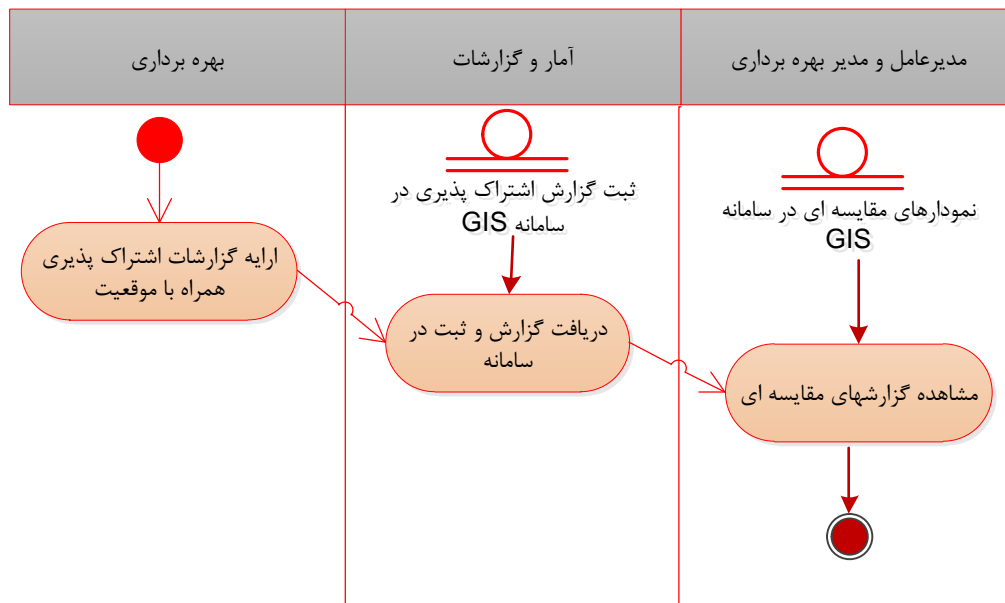 مدیرعامل و مدیر بهره برداری
آمار و گزارشات
بهره برداری
ثبت گزارش اشتراک پذیری در
سامانه GIS
نمودارهای مقایسه ای در سامانه
GIS
ارایه گزارشات اشتراک پذیری
همراه با موقعیت
دریافت گزارش و ثبت در
سامانه
مشاهده گزارشهای مقایسه ای